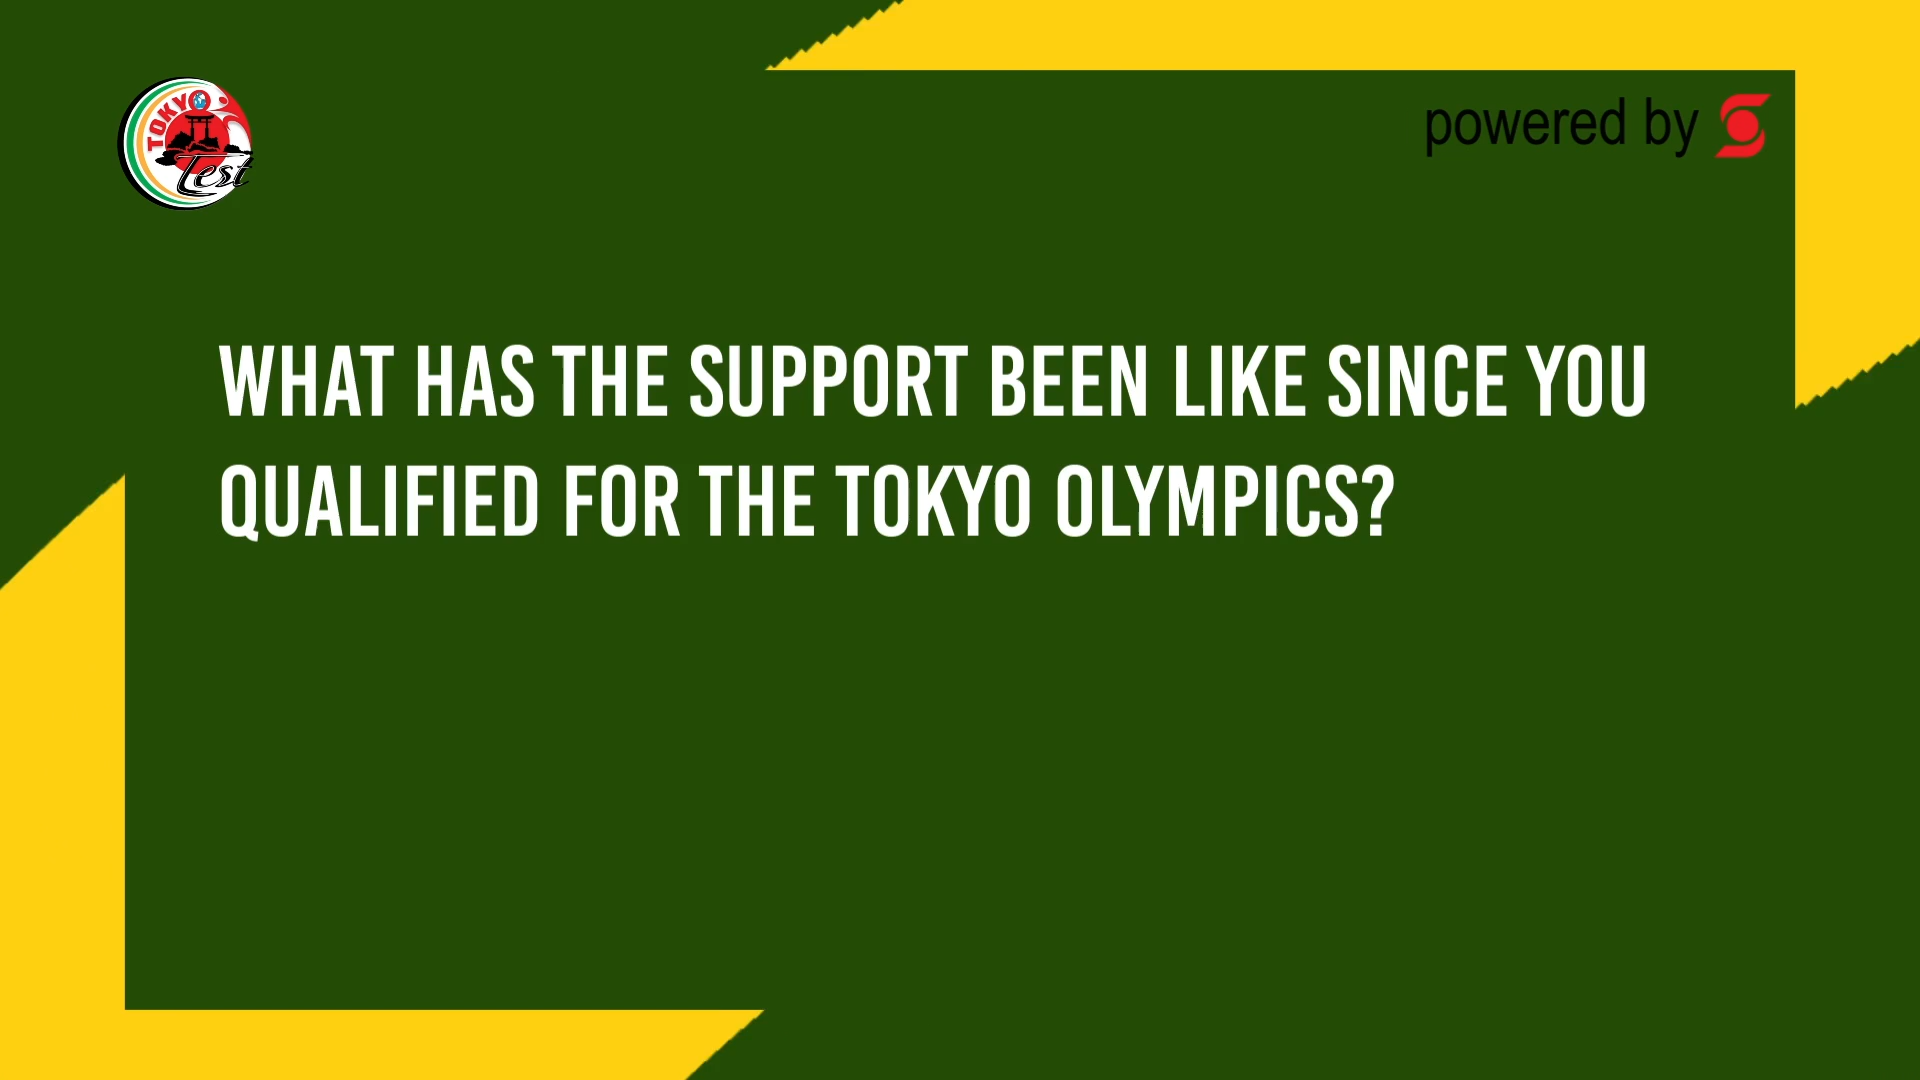 TOKYO
Test
powered by
WHAT HAS THE SUPPORT BEEN LIKE SINCE YOU
QUALIFIED FOR THE TOKYO OLYMPICS?